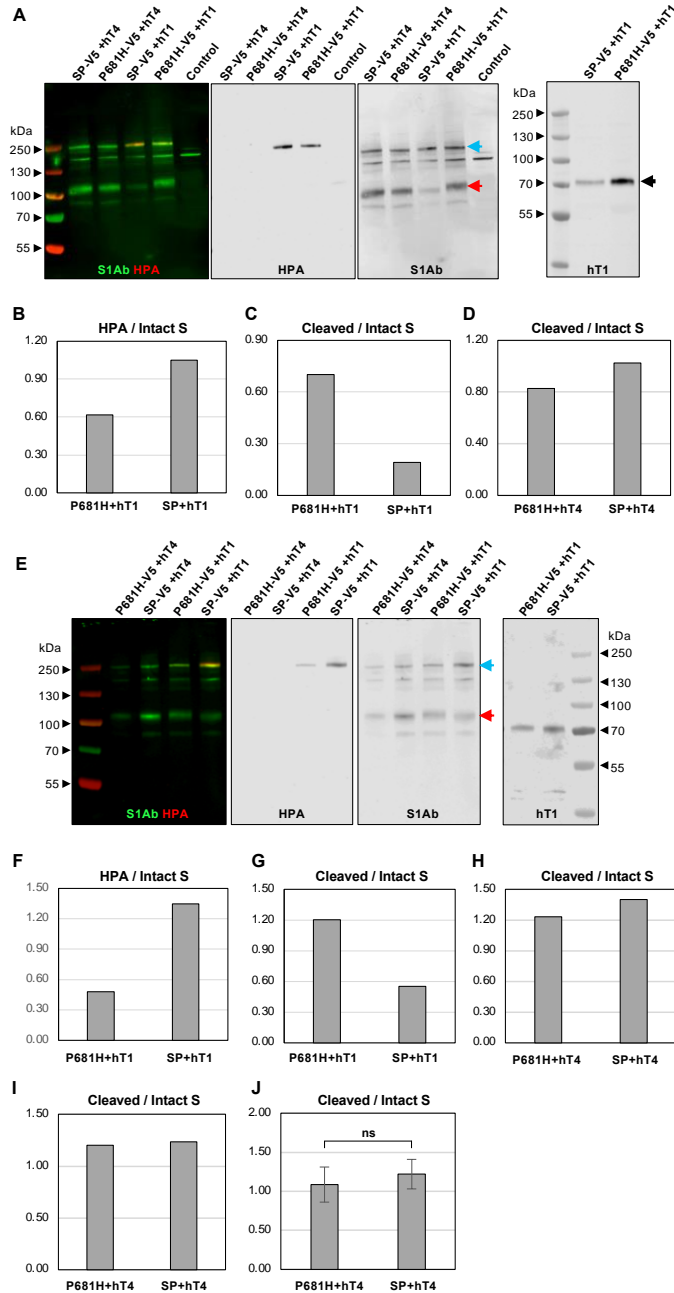 A
SP-V5 +hT4
P681H-V5 +hT4
SP-V5 +hT1
P681H-V5 +hT1
Control
SP-V5 +hT4
P681H-V5 +hT4
SP-V5 +hT1
P681H-V5 +hT1
Control
SP-V5 +hT4
P681H-V5 +hT4
SP-V5 +hT1
P681H-V5 +hT1
Control
SP-V5 +hT1
P681H-V5 +hT1
kDa
250
130
100
70
55
S1Ab HPA
HPA
S1Ab
kDa
250
130
100
70
55
hT1
B
HPA / Intact S
1.20
0.90
0.60
0.30
0.00
P681H+hT1
SP+hT1
C
Cleaved / Intact S
0.90
0.60
0.30
0.00
P681H+hT1
SP+hT1
D
Cleaved / Intact S
1.20
0.80
0.40
0.00
P681H+hT4
SP+hT4
E
P681H-V5 +hT4
SP-V5 +hT4
P681H-V5 +hT1
SP-V5 +hT1
P681H-V5 +hT4
SP-V5 +hT4
P681H-V5 +hT1
SP-V5 +hT1
P681H-V5 +hT4
SP-V5 +hT4
P681H-V5 +hT1
SP-V5 +hT1
P681H-V5 +hT1
SP-V5 +hT1
kDa
250
130
100
70
55
S1Ab HPA
HPA
S1Ab
hT1
kDa
250
130
100
70
55
F
HPA / Intact S
1.50
1.20
0.90
0.60
0.30
0.00
P681H+hT1
SP+hT1
G
Cleaved / Intact S
1.50
1.20
0.90
0.60
0.30
0.00
P681H+hT1
SP+hT1
H
Cleaved / Intact S
1.50
1.20
0.90
0.60
0.30
0.00
P681H+hT4
SP+hT4
I
Cleaved / Intact S
1.50
1.00
0.50
0.00
P681H+hT4
SP+hT4
J
Cleaved / Intact S
2.00
1.50
1.00
0.50
0.00
ns
P681H+hT4
SP+hT4